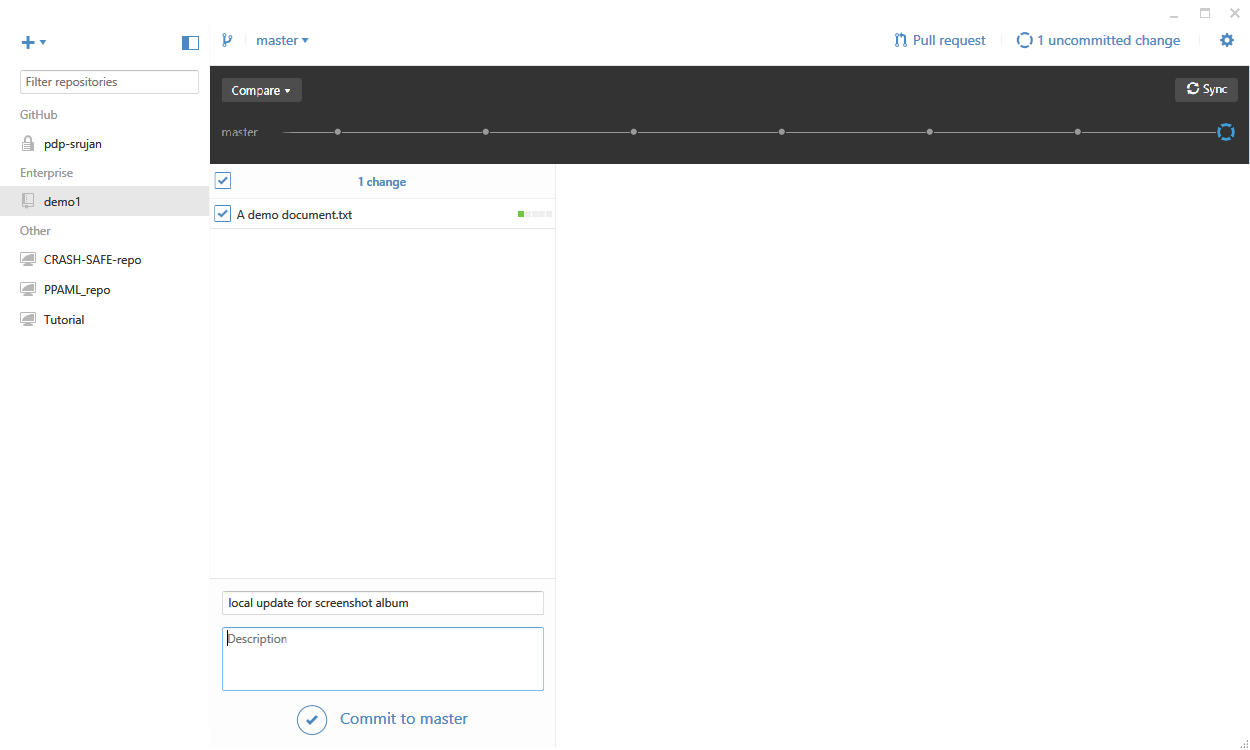 master
Pull request
1 uncommitted change
Filter repositories
Compare
Sync
GitHub
master
pdp-srujan
Enterprise
1 change
demo1
A demo document.txt
Other
CRASH-SAFE-repo
PPAML_repo
Tutorial
local update for screenshot album
Description
Commit to master